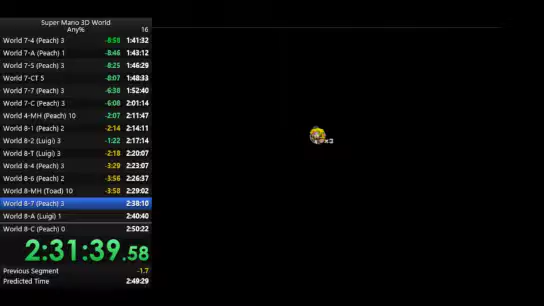 Super Mario 3D World
Any%
16
World 7-4 (Peach) 3 -8:58 1:41:32
World 7-A (Peach) 1 -8:46 1:43:12
World 7-5 (Peach) 3 -8:25 1:46:29
World 7-CT 5 -8:07 1:48:33
World 7-7 (Peach) 3 -6:38 1:52:40
World 7-C (Peach) 3 -6:08 2:01:14
World 4-MH (Peach) 10 -2:07 2:11:47
World 8-1 (Peach) 2 -2:14 2:14:11
World 8-2 (Luigi) 3 -1:22 2:17:14
World 8-T (Luigi) 3 -2:18 2:20:07
World 8-4 (Peach) 3 -3:29 2:23:07
World 8-6 (Peach) 2 -3:56 2:26:37
World 8-MH (Toad) 10 -3:58 2:29:02
World 8-7 (Peach) 3 2:38:10
World 8-A (Luigi) 1 2:40:40
World 8-C (Peach) 0 2:50:22
2:31:39.58
Previous Segment -1.7
Predicted Time 2:49:29
×3